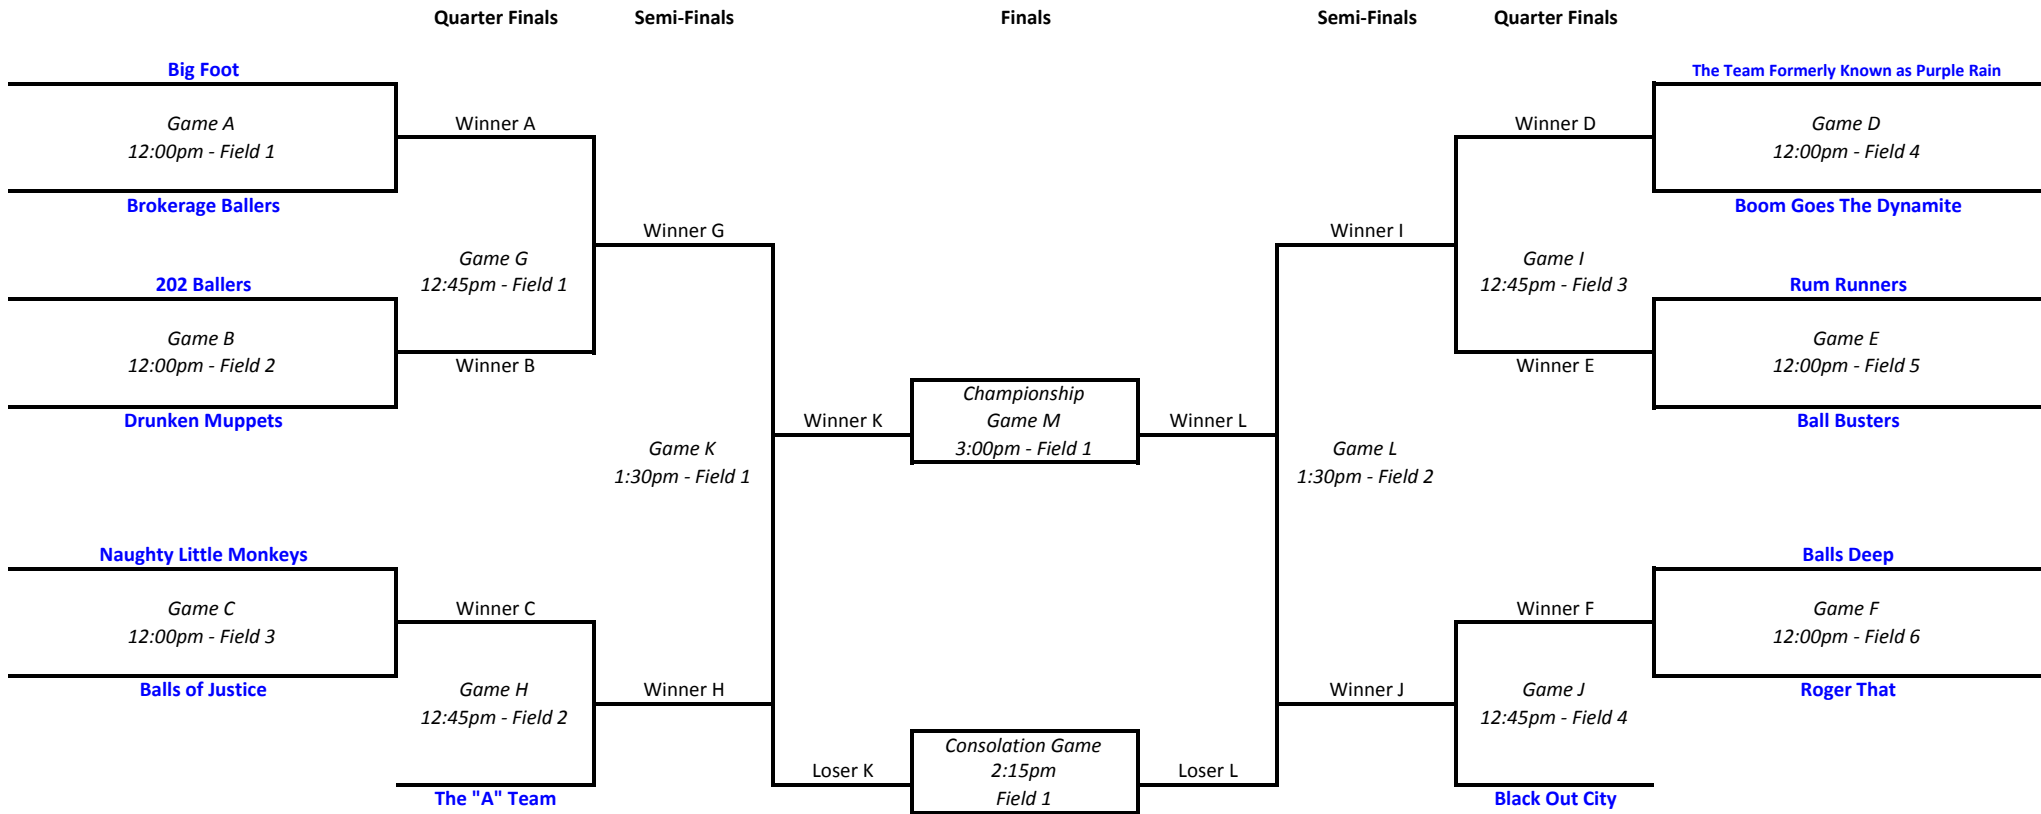 Quarter Finals
Semi-Finals
Finals
Semi-Finals
Quarter Finals
Big Foot
Game A
12:00pm - Field 1
Brokerage Ballers
202 Ballers
Game B
12:00pm - Field 2
Drunken Muppets
Naughty Little Monkeys
Game C
12:00pm - Field 3
Balls of Justice
Winner A
Game G
12:45pm - Field 1
Winner B
Winner C
Game H
12:45pm - Field 2
The "A" Team
Winner G
Game K
1:30pm - Field 1
Winner H
Winner K
Loser K
Championship
Game M
3:00pm - Field 1
Consolation Game
2:15pm
Field 1
Winner L
Loser L
Winner I
Game L
1:30pm - Field 2
Winner J
Winner D
Game I
12:45pm - Field 3
Winner E
Winner F
Game J
12:45pm - Field 4
Black Out City
The Team Formerly Known as Purple Rain
Game D
12:00pm - Field 4
Boom Goes The Dynamite
Rum Runners
Game E
12:00pm - Field 5
Ball Busters
Balls Deep
Game F
12:00pm - Field 6
Roger That